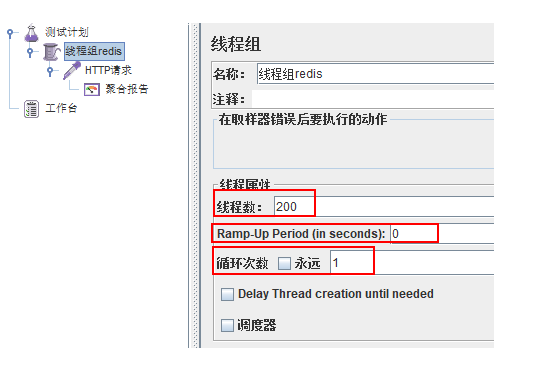 测试计划
线程组redis
HTTP请求
聚合报告
工作台
线程组
名称： 线程组redis
注释：
在取样器错误后要执行的动作
线程属性
线程数： 200
Ramp-Up Period (in seconds): 0
循环次数 永远 1
Delay Thread creation until needed
调度器